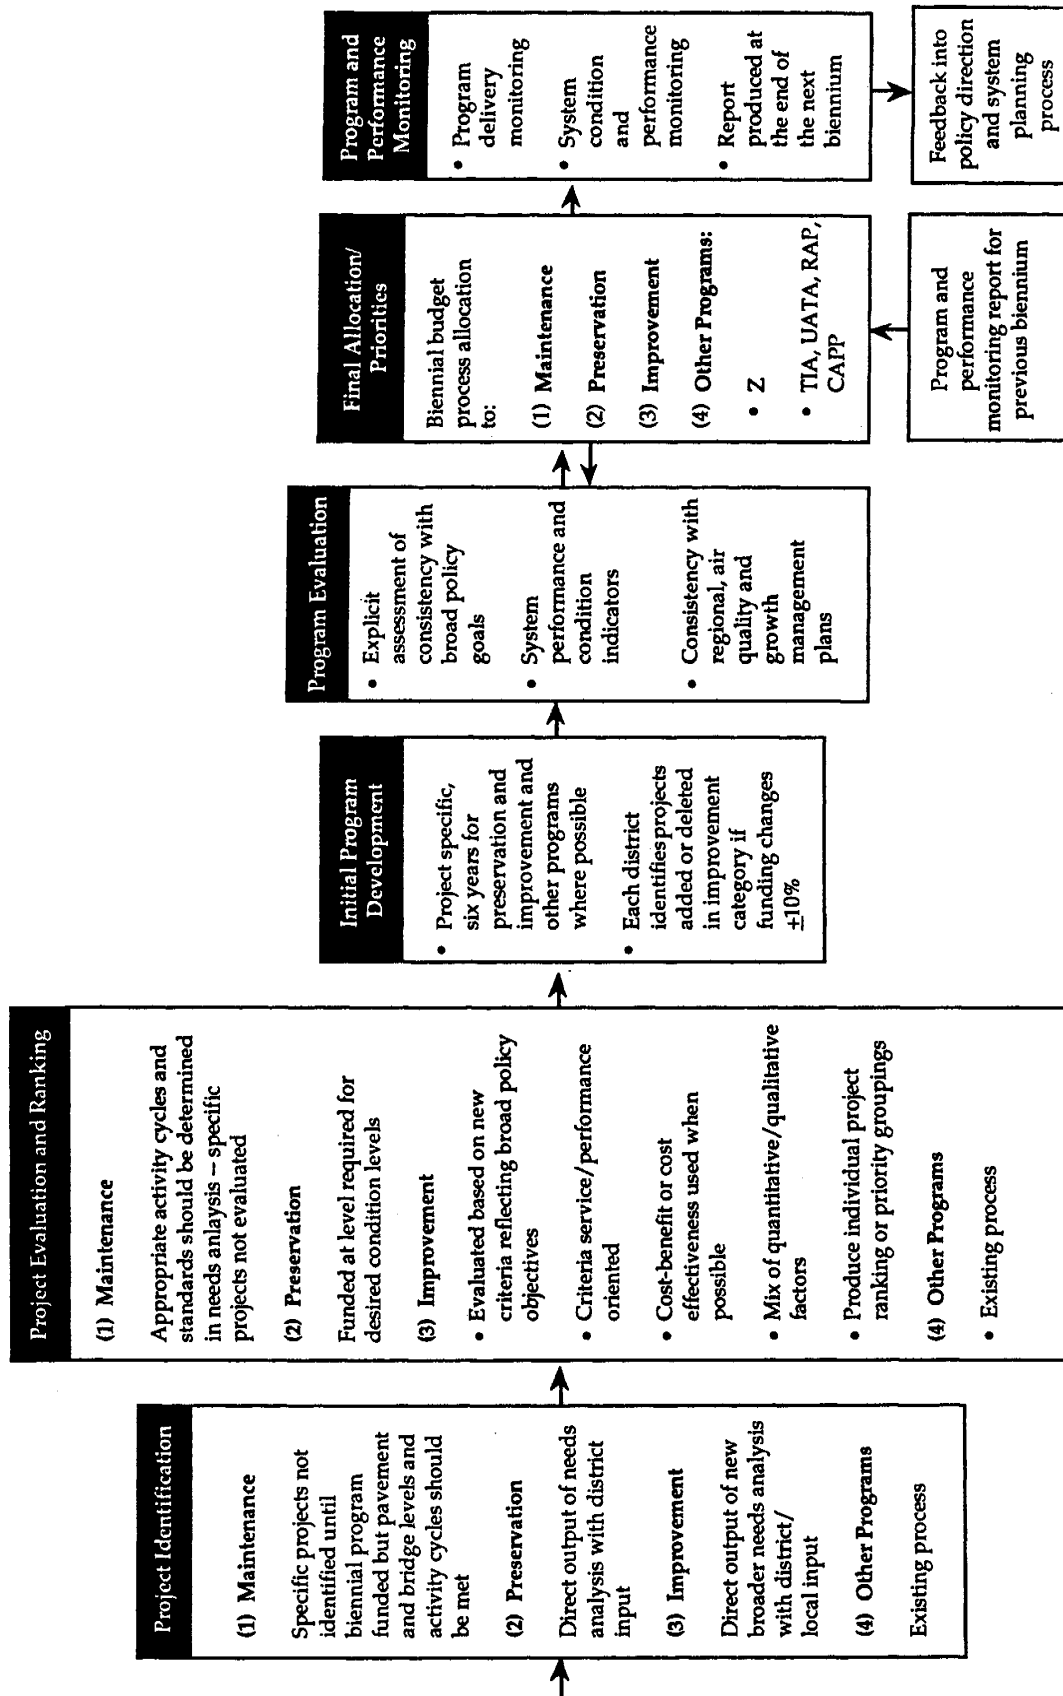 Project Identification
(1) Maintenance
Specific projects not
identified until
biennial program
funded but pavement
and bridge levels and
activity cycles should
be met
(2) Preservation
Direct output of needs
analysis with district
input
(3) Improvement
Direct output of new
broader needs analysis
with district/
local input
(4) Other Programs
Existing process
Project Evaluation and Ranking
(1) Maintenance
Appropriate activity cycles and
standards should be determined
in needs anlaysis – specific
projects not evaluated
(2) Preservation
Funded at level required for
desired condition levels
(3) Improvement
• Evaluated based on new
criteria reflecting broad policy
objectives
• Criteria service/performance
oriented
• Cost-benefit or cost
effectiveness used when
possible
• Mix of quantitative/qualitative
factors
• Produce individual project
ranking or priority groupings
(4) Other Programs
• Existing process
Initial Program
Development
• Project specific,
six years for
preservation and
improvement and
other programs
where possible
• Each district
identifies projects
added or deleted
in improvement
category if
funding changes
±10%
Program Evaluation
• Explicit
assessment of
consistency with
broad policy
goals
• System
performance and
condition
indicators
• Consistency with
regional, air
quality and
growth
management
plans
Final Allocation/
Priorities
Biennial budget
process allocation
to:
(1) Maintenance
(2) Preservation
(3) Improvement
(4) Other Programs:
• Z
• TIA, UATA, RAP,
CAPP
Program and
performance
monitoring report for
previous biennium
Program and
Performance
Monitoring
• Program
delivery
monitoring
• System
condition
and
performance
monitoring
• Report
produced at
the end of
the next
biennium
Feedback into
policy direction
and system
planning
process